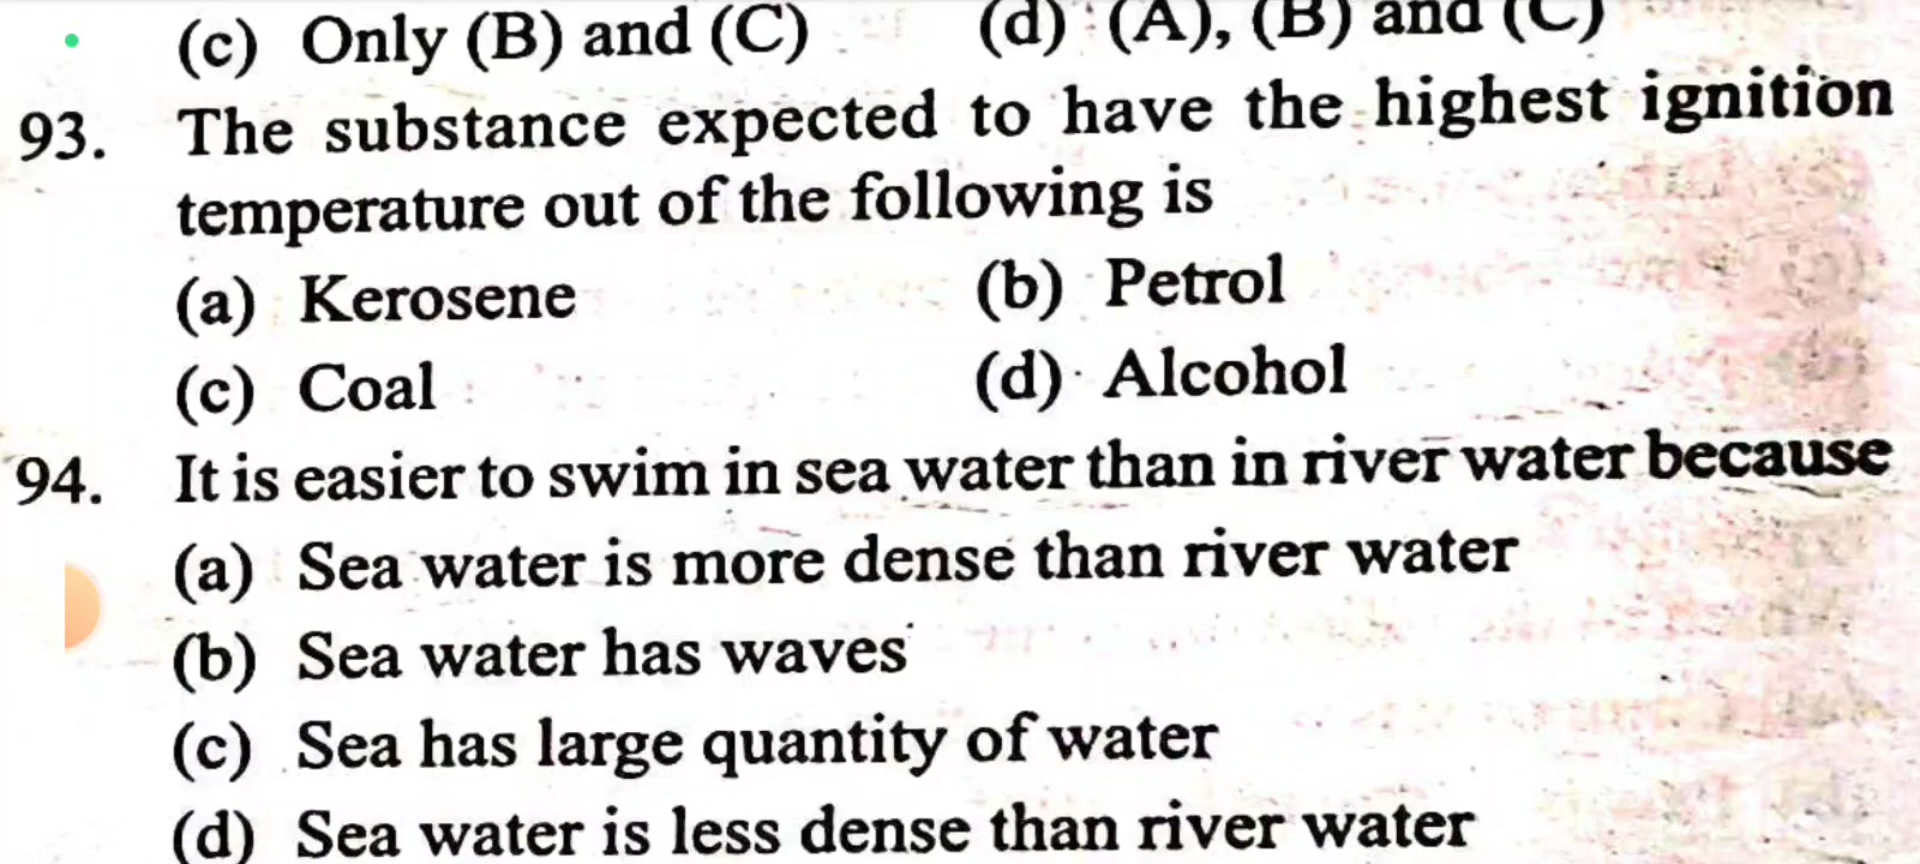 (c) Only (B) and (C) (d) (A), (B) and (C)
93. The substance expected to have the highest ignition
temperature out of the following is
(a) Kerosene (b) Petrol
(c) Coal (d) Alcohol
94. It is easier to swim in sea water than in river water because
(a) Sea water is more dense than river water
(b) Sea water has waves
(c) Sea has large quantity of water
(d) Sea water is less dense than river water